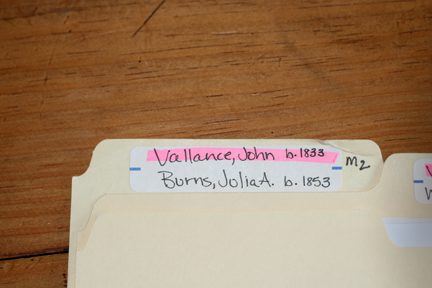 Vallance, John b. 1833 m2
Burns, Julia A. b. 1853